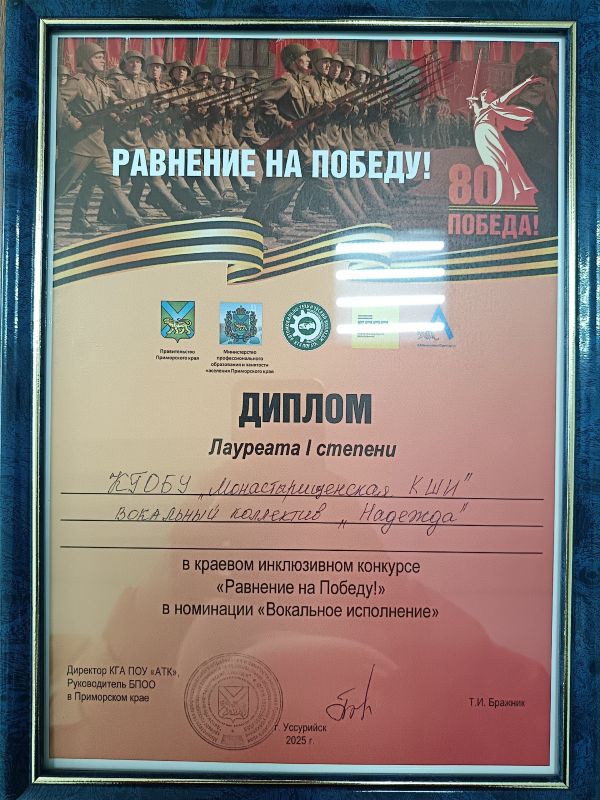 РАВНЕНИЕ НА ПОБЕДУ!
80
ПОБЕДА!
Правительство
Приморского края
Министерство
профессионального
образования и занятости
населения Приморского края
ДИПЛОМ
Лауреата I степени
КГОБУ „Монастырищенская КШИ"
вокальный коллектив „Надежда"
в краевом инклюзивном конкурсе
«Равнение на Победу!»
в номинации «Вокальное исполнение»
Директор КГА ПОУ «АТК»,
Руководитель БПОО
в Приморском крае
Т.И. Бражник
г. Уссурийск
2025 г.